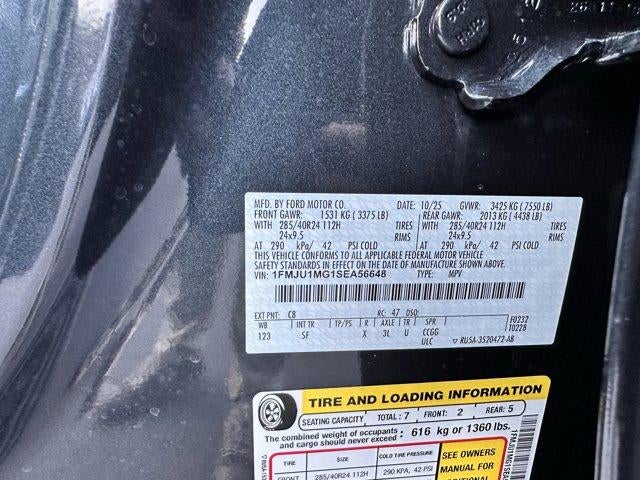 MFD. BY FORD MOTOR CO. DATE: 10/25 GVWR: 3425 KG ( 7550 LB)
FRONT GAWR: 1531 KG ( 3375 LB) REAR GAWR: 2013 KG ( 4438 LB)
WITH 285/40R24 112H TIRES WITH 285/40R24 112H TIRES
24x9.5 RIMS 24x9.5 RIMS
AT 290 kPa/ 42 PSI COLD AT 290 kPa/ 42 PSI COLD
THIS VEHICLE CONFORMS TO ALL APPLICABLE FEDERAL MOTOR VEHICLE
SAFETY STANDARDS IN EFFECT ON THE DATE OF MANUFACTURE SHOWN ABOVE.
VIN: 1FMJU1MG1SEA56648 TYPE: MPV
EXT PNT: C8 RC: 47 DSO:
WB INT TR TP/PS R AXLE TR SPR F0232
123 SF X 3L U CCGG T0228
ULC ▽ RU5A-3520472-AB
TIRE AND LOADING INFORMATION
SEATING CAPACITY TOTAL: 7 FRONT: 2 REAR: 5
The combined weight of occupants and cargo should never exceed : 616 kg or 1360 lbs.
TIRE SIZE COLD TIRE PRESSURE SEE OWNERS
MANUAL FOR
FRONT 285/40R24 112H 290 KPA, 42 PSI ADDITIONAL